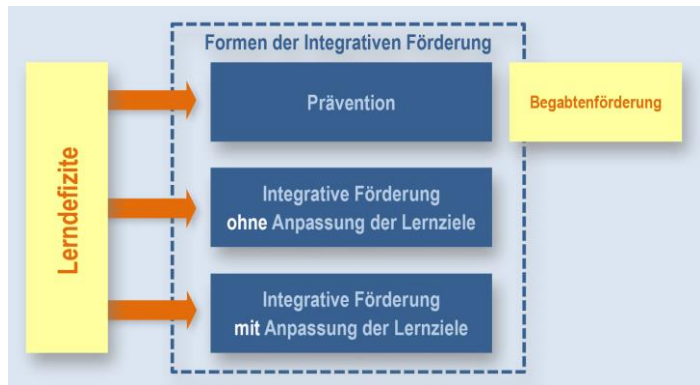 Formen der Integrativen Förderung
Lerndefizite
Prävention
Begabtenförderung
Integrative Förderung
ohne Anpassung der Lernziele
Integrative Förderung
mit Anpassung der Lernziele